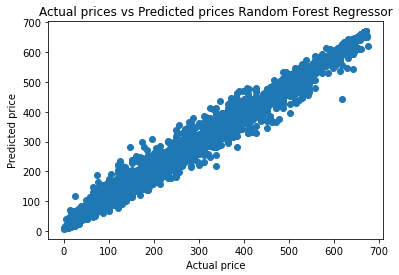 Actual prices vs Predicted prices Random Forest Regressor
700
600
500
400
300
200
100
0
Predicted price
0 100 200 300 400 500 600 700
Actual price